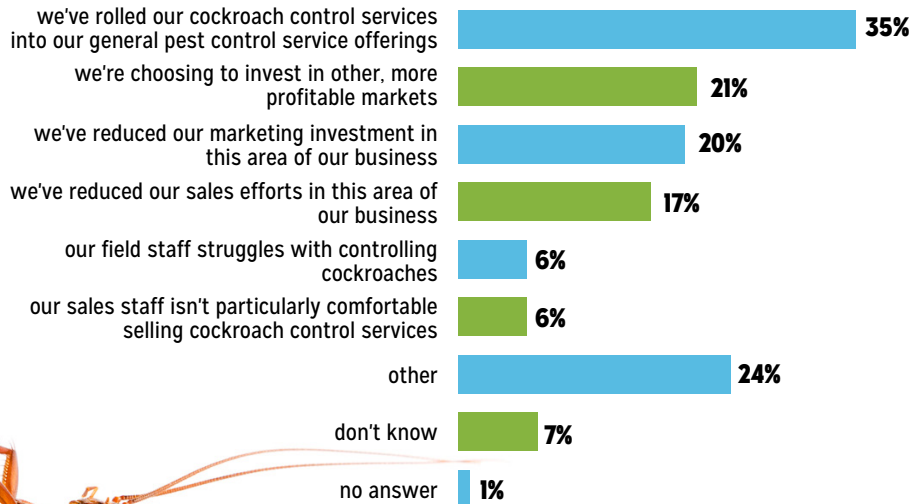 we've rolled our cockroach control services
into our general pest control service offerings
35%
we're choosing to invest in other, more
profitable markets
21%
we've reduced our marketing investment in
this area of our business
20%
we've reduced our sales efforts in this area of
our business
17%
our field staff struggles with controlling
cockroaches
6%
our sales staff isn't particularly comfortable
selling cockroach control services
6%
other
24%
don't know
7%
no answer
1%